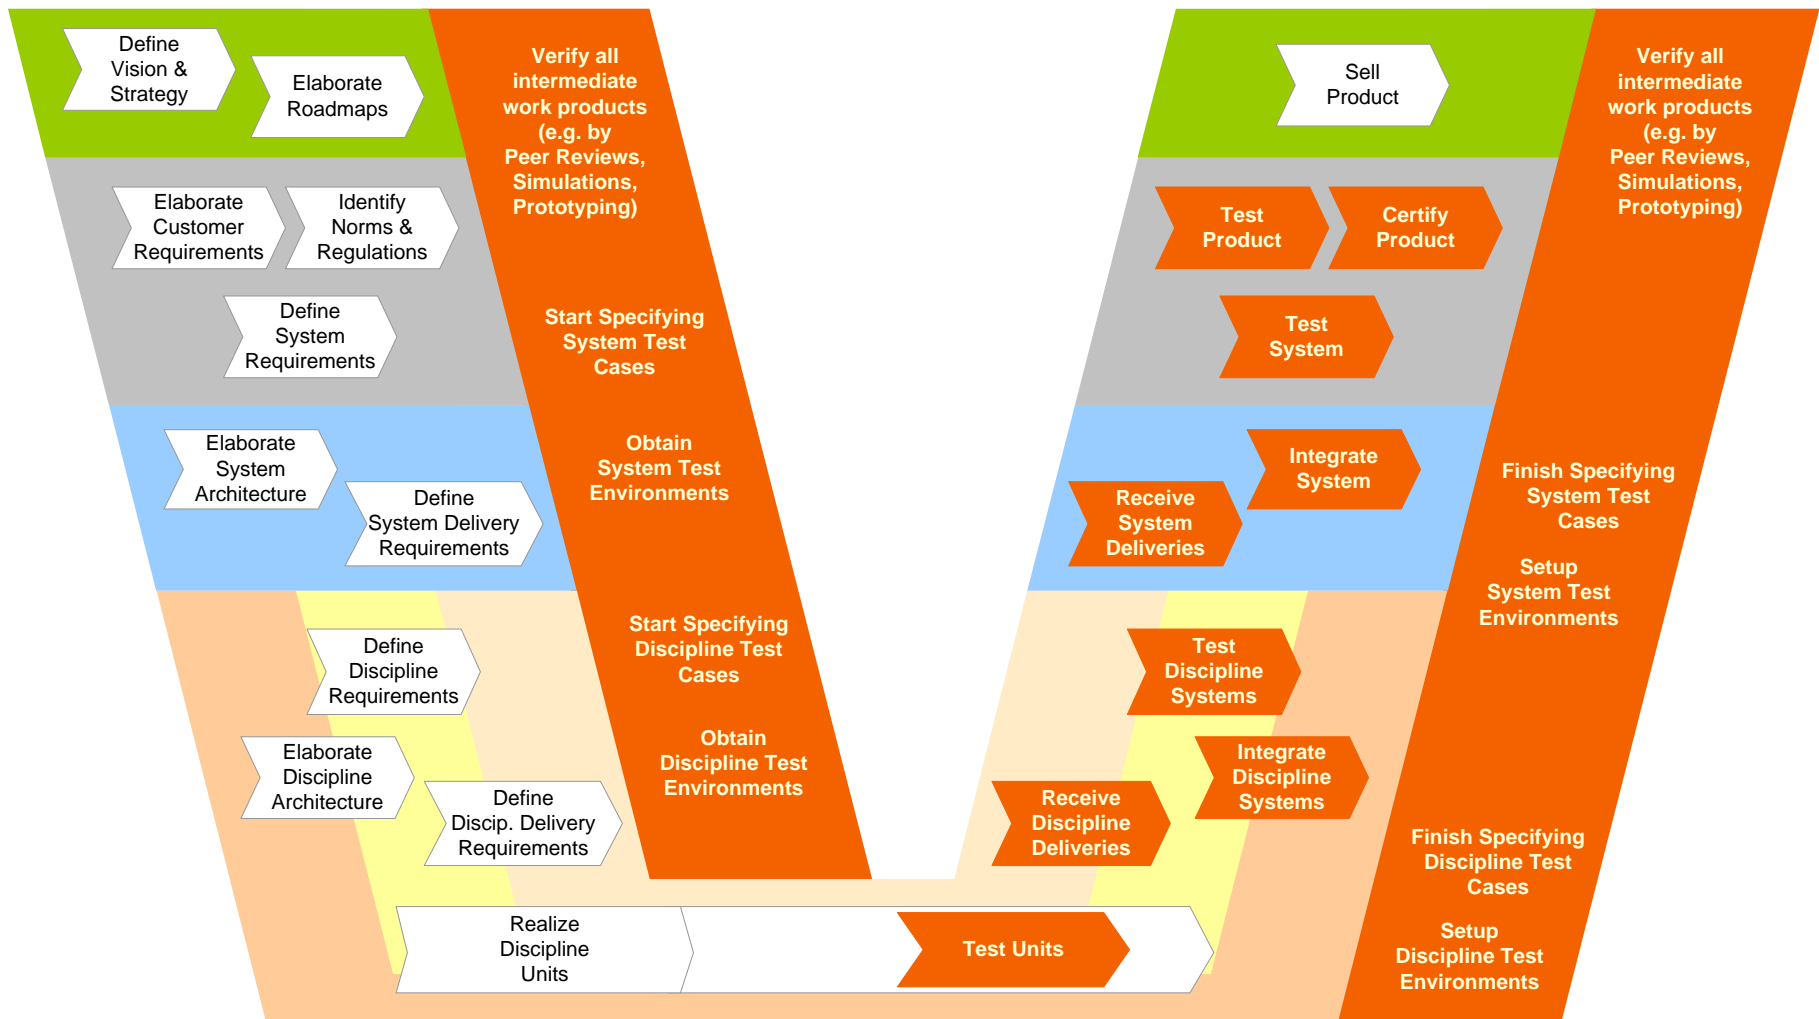 Define
Vision &
Strategy
Elaborate
Roadmaps
Verify all
intermediate
work products
(e.g. by
Peer Reviews,
Simulations,
Prototyping)
Sell
Product
Verify all
intermediate
work products
(e.g. by
Peer Reviews,
Simulations,
Prototyping)
Elaborate
Customer
Requirements
Identify
Norms &
Regulations
Test
Product
Certify
Product
Define
System
Requirements
Start Specifying
System Test
Cases
Test
System
Elaborate
System
Architecture
Define
System Delivery
Requirements
Obtain
System Test
Environments
Receive
System
Deliveries
Integrate
System
Finish Specifying
System Test
Cases
Setup
System Test
Environments
Define
Discipline
Requirements
Start Specifying
Discipline Test
Cases
Test
Discipline
Systems
Elaborate
Discipline
Architecture
Define
Discip. Delivery
Requirements
Obtain
Discipline Test
Environments
Receive
Discipline
Deliveries
Integrate
Discipline
Systems
Finish Specifying
Discipline Test
Cases
Realize
Discipline
Units
Test Units
Setup
Discipline Test
Environments